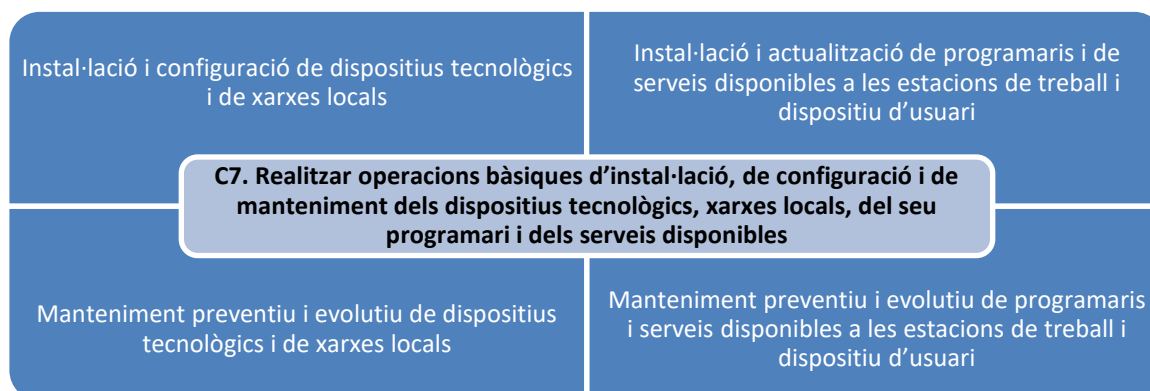 Instal·lació i configuració de dispositius tecnològics
i de xarxes locals
Instal·lació i actualització de programaris i de
serveis disponibles a les estacions de treball i
dispositiu d’usuari
C7. Realitzar operacions bàsiques d’instal·lació, de configuració i de
manteniment dels dispositius tecnològics, xarxes locals, del seu
programari i dels serveis disponibles
Manteniment preventiu i evolutiu de dispositius
tecnològics i de xarxes locals
Manteniment preventiu i evolutiu de programaris
i serveis disponibles a les estacions de treball i
dispositiu d’usuari